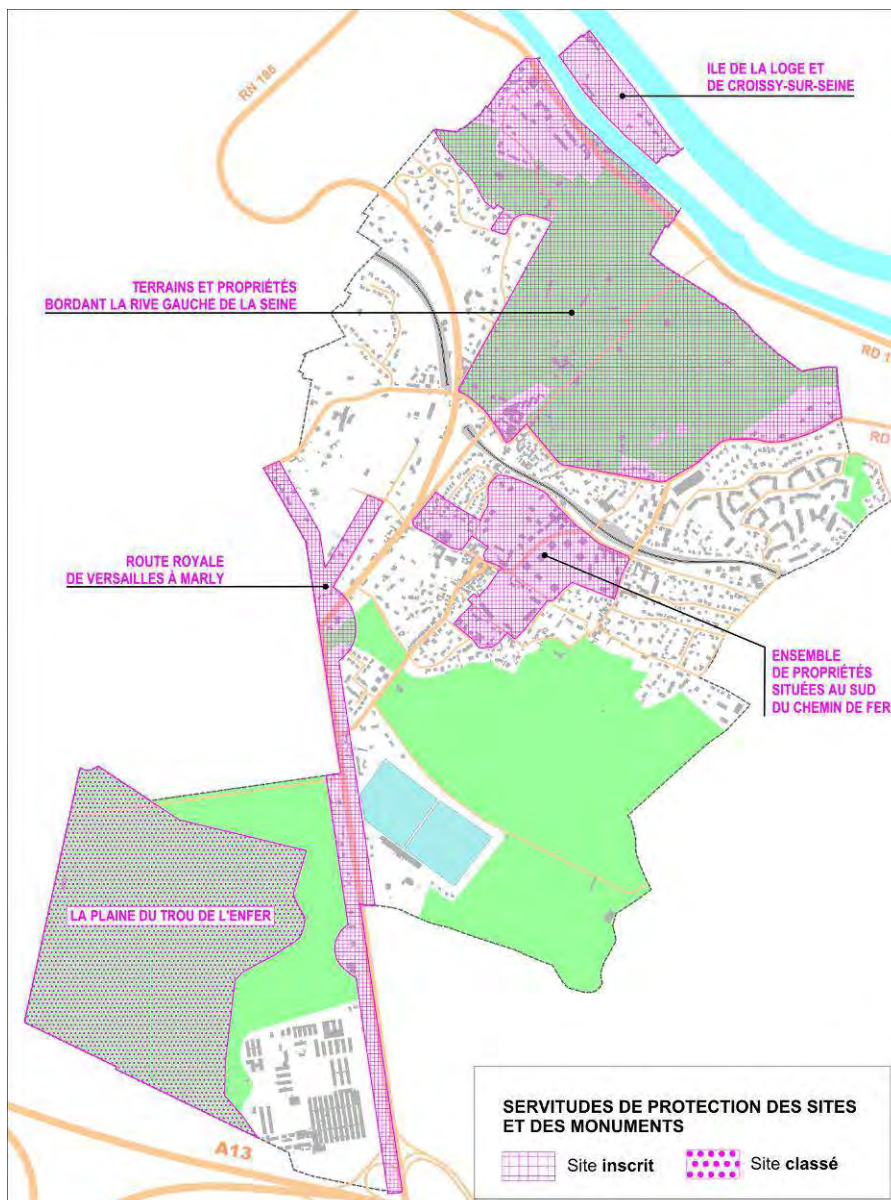 RN 186
ILE DE LA LOGE ET
DE CROISSY-SUR-SEINE
TERRAINS ET PROPRIÉTÉS
BORDANT LA RIVE GAUCHE DE LA SEINE
RD 1
RD
ROUTE ROYALE
DE VERSAILLES À MARLY
ENSEMBLE
DE PROPRIÉTÉS
SITUÉES AU SUD
DU CHEMIN DE FER
LA PLAINE DU TROU DE L'ENFER
A13
SERVITUDES DE PROTECTION DES SITES
ET DES MONUMENTS
Site inscrit
Site classé